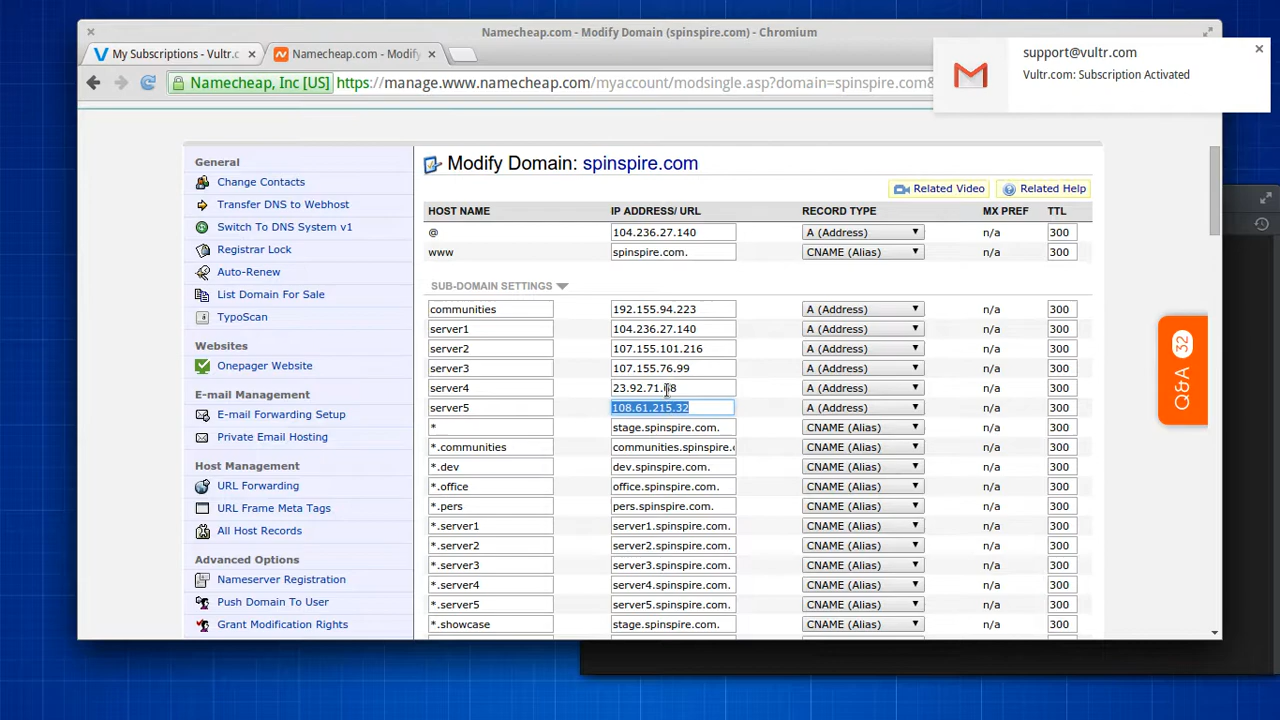 Namecheap.com - Modify Domain (spinspire.com) - Chromium
My Subscriptions - Vultr.c
Namecheap.com - Modify
support@vultr.com
Vultr.com: Subscription Activated
Namecheap, Inc [US]
https://manage.www.namecheap.com/myaccount/modsingle.asp?domain=spinspire.com&
General
Change Contacts
Transfer DNS to Webhost
Switch To DNS System v1
Registrar Lock
Auto-Renew
List Domain For Sale
TypoScan
Websites
Onepager Website
E-mail Management
E-mail Forwarding Setup
Private Email Hosting
Host Management
URL Forwarding
URL Frame Meta Tags
All Host Records
Advanced Options
Nameserver Registration
Push Domain To User
Grant Modification Rights
Modify Domain: spinspire.com
Related Video Related Help
HOST NAME IP ADDRESS/ URL RECORD TYPE MX PREF TTL
@ 104.236.27.140 A (Address) n/a 300
www spinspire.com. CNAME (Alias) n/a 300
SUB-DOMAIN SETTINGS
communities 192.155.94.223 A (Address) n/a 300
server1 104.236.27.140 A (Address) n/a 300
server2 107.155.101.216 A (Address) n/a 300
server3 107.155.76.99 A (Address) n/a 300
server4 A (Address) n/a 300
server5 108.61.215.32 A (Address) n/a 300
* stage.spinspire.com. CNAME (Alias) n/a 300
*.communities communities.spinspire.c CNAME (Alias) n/a 300
*.dev dev.spinspire.com. CNAME (Alias) n/a 300
*.office office.spinspire.com. CNAME (Alias) n/a 300
*.pers pers.spinspire.com. CNAME (Alias) n/a 300
*.server1 server1.spinspire.com. CNAME (Alias) n/a 300
*.server2 server2.spinspire.com. CNAME (Alias) n/a 300
*.server3 server3.spinspire.com. CNAME (Alias) n/a 300
*.server4 server4.spinspire.com. CNAME (Alias) n/a 300
*.server5 server5.spinspire.com. CNAME (Alias) n/a 300
*.showcase stage.spinspire.com. CNAME (Alias) n/a 300
Q&A 32